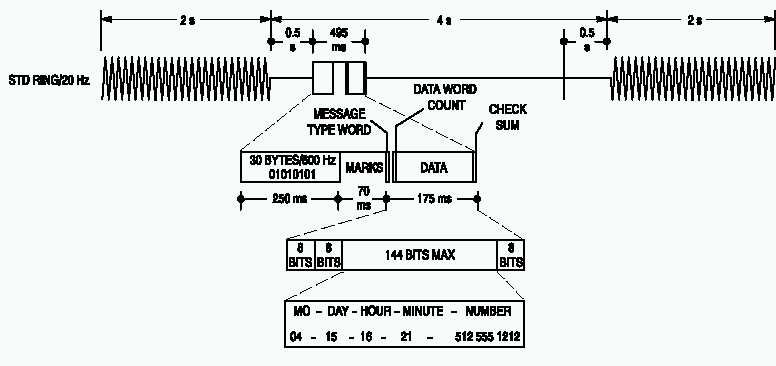 2 s 4 s 2 s
0.5 s 495 ms 0.5 s
STD RING/20 Hz
MESSAGE TYPE WORD
DATA WORD COUNT
CHECK SUM
30 BYTES/600 Hz
01010101
MARKS
DATA
250 ms 70 ms 175 ms
8 BITS 8 BITS 144 BITS MAX 8 BITS
MO - DAY - HOUR - MINUTE - NUMBER
04 - 15 - 16 - 21 - 512 555 1212